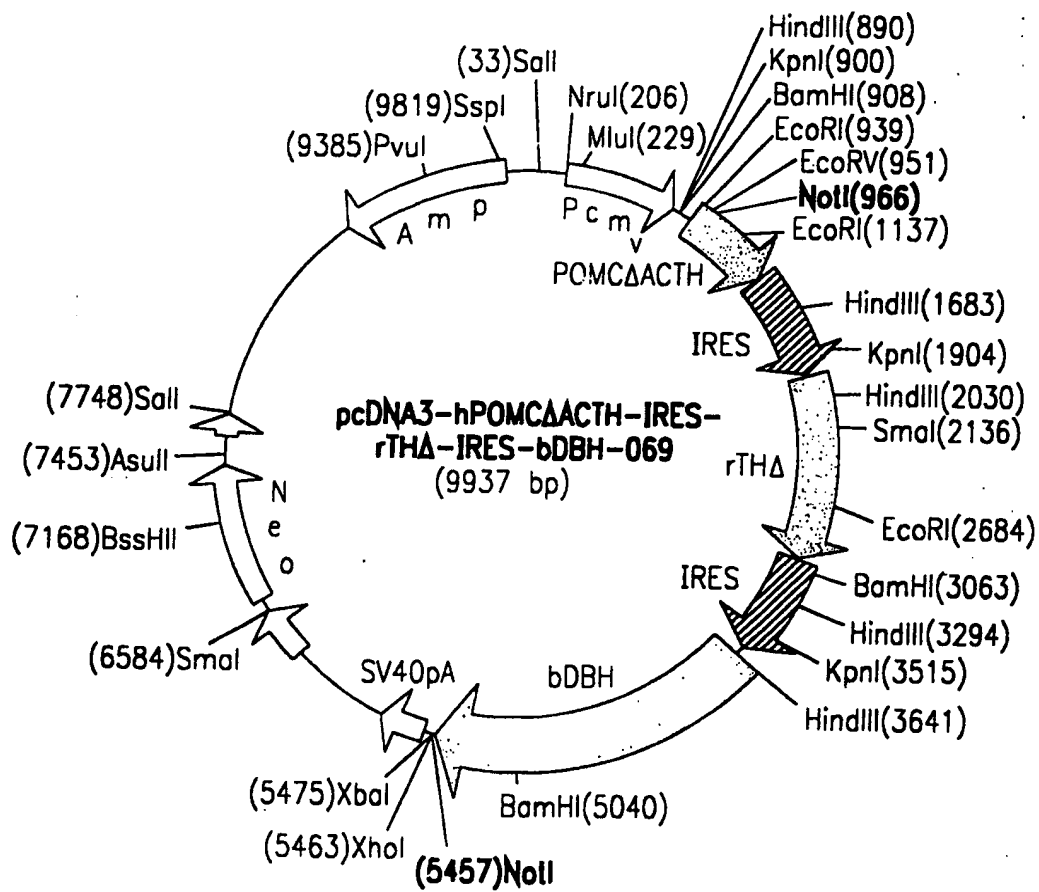 HindIII(890)
KpnI(900)
BamHI(908)
EcoRI(939)
EcoRV(951)
NotI(966)
EcoRI(1137)
(33)SalI
(9819)SspI
(9385)PvuI
NruI(206)
MluI(229)
Amp
Pcmv
POMCΔACTH
HindIII(1683)
IRES
KpnI(1904)
HindIII(2030)
SmaI(2136)
rTHΔ
EcoRI(2684)
IRES
BamHI(3063)
HindIII(3294)
KpnI(3515)
HindIII(3641)
(7748)SalI
(7453)AsuII
(7168)BssHII
Neo
(6584)SmaI
pcDNA3-hPOMCΔACTH-IRES-
rTHΔ-IRES-bDBH-069
(9937 bp)
SV40pA
bDBH
(5475)XbaI
(5463)XhoI
(5457)NotI
BamHI(5040)